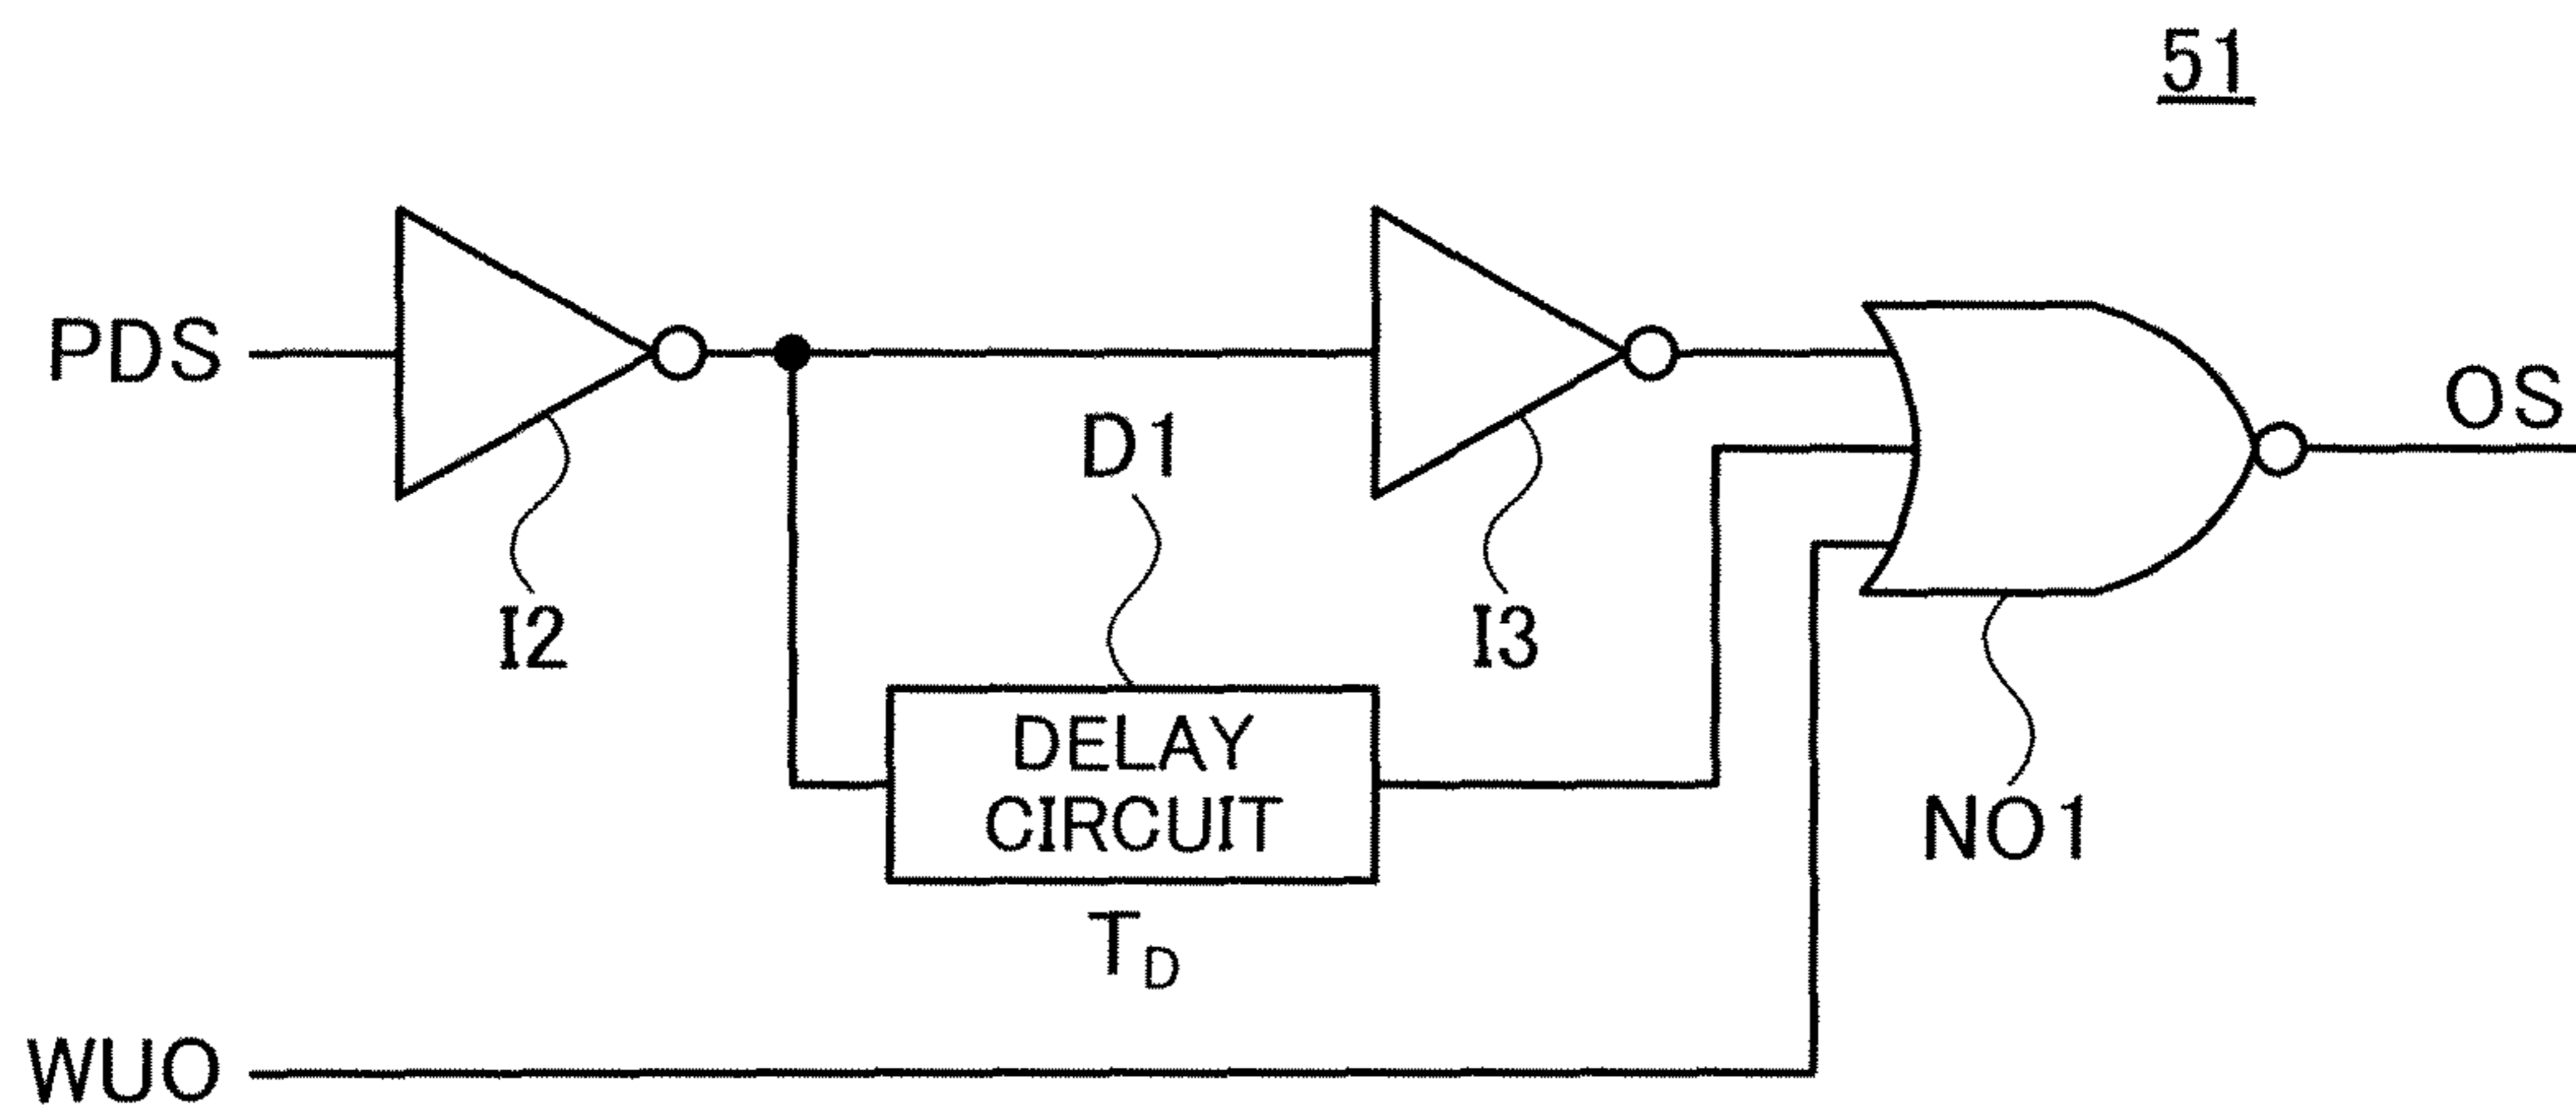 51
PDS
OS
D1
I2
I3
DELAY
CIRCUIT
NO1
TD
WUO